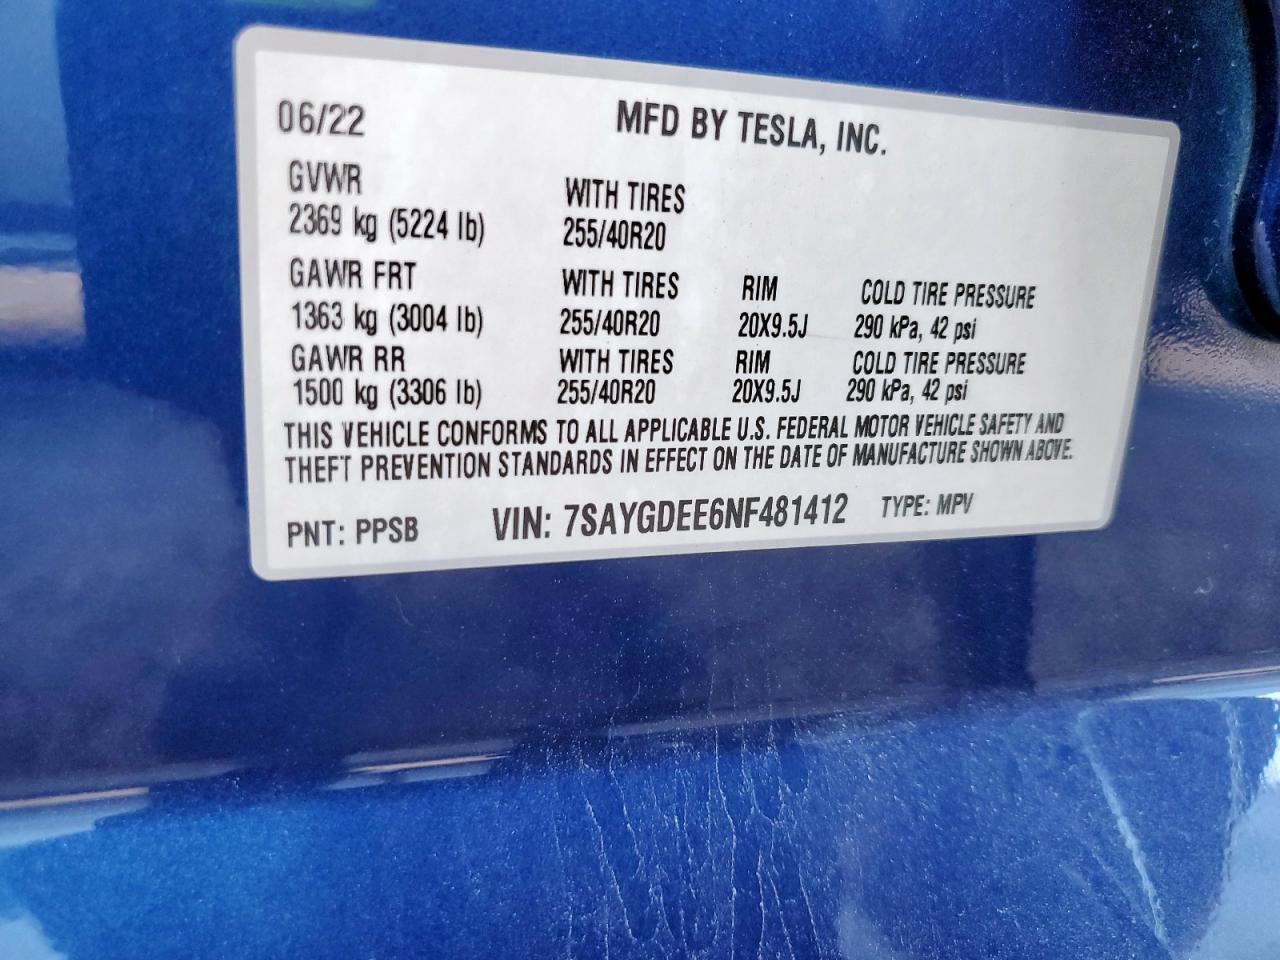 06/22 MFD BY TESLA, INC.
GVWR WITH TIRES
2369 kg (5224 lb) 255/40R20
GAWR FRT WITH TIRES RIM COLD TIRE PRESSURE
1363 kg (3004 lb) 255/40R20 20X9.5J 290 kPa, 42 psi
GAWR RR WITH TIRES RIM COLD TIRE PRESSURE
1500 kg (3306 lb) 255/40R20 20X9.5J 290 kPa, 42 psi
THIS VEHICLE CONFORMS TO ALL APPLICABLE U.S. FEDERAL MOTOR VEHICLE SAFETY AND
THEFT PREVENTION STANDARDS IN EFFECT ON THE DATE OF MANUFACTURE SHOWN ABOVE.
PNT: PPSB VIN: 7SAYGDEE6NF481412 TYPE: MPV